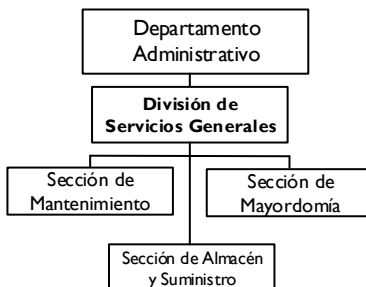 Departamento
Administrativo
División de
Servicios Generales
Sección de
Mantenimiento
Sección de
Mayordomía
Sección de Almacén
y Suministro